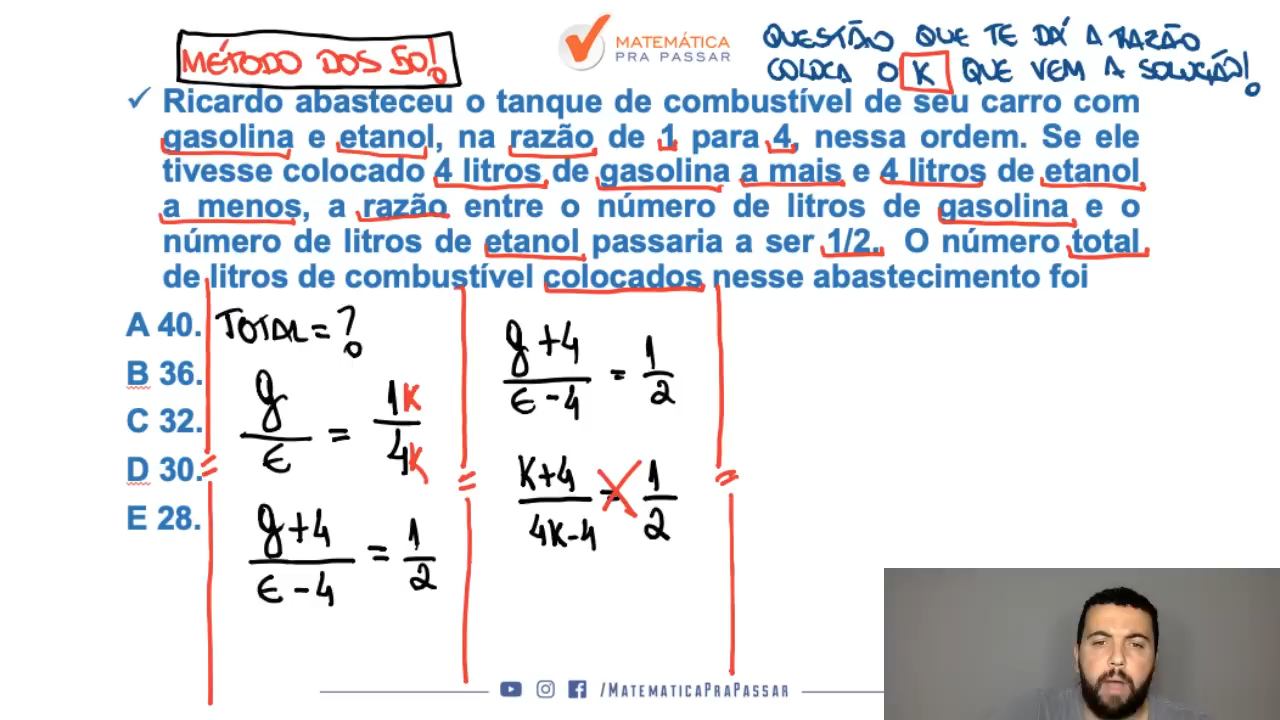 MÉTODO DOS 50!
MATEMÁTICA
PRA PASSAR
QUESTÃO QUE TE DÁ A RAZÃO
COLOCA O K QUE VEM A SOLUÇÃO!
✓ Ricardo abasteceu o tanque de combustível de seu carro com
gasolina e etanol, na razão de 1 para 4, nessa ordem. Se ele
tivesse colocado 4 litros de gasolina a mais e 4 litros de etanol
a menos, a razão entre o número de litros de gasolina e o
número de litros de etanol passaria a ser 1/2. O número total
de litros de combustível colocados nesse abastecimento foi
A 40.
B 36.
C 32.
D 30.
E 28.
TOTAL = ?
g/E = 1K/4K
g+4/E-4 = 1/2
g+4/E-4 = 1/2
K+4/4K-4 = 1/2
/MATEMATICAPRAPASSAR